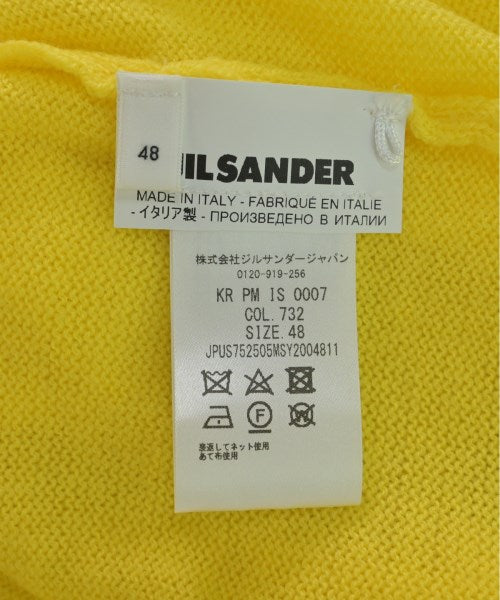 48
JIL SANDER
MADE IN ITALY - FABRIQUÉ EN ITALIE
- イタリア製 - ПРОИЗВЕДЕНО В ИТАЛИИ
株式会社ジルサンダージャパン
0120-919-256
KR PM IS 0007
COL.732
SIZE.48
JPUS752505MSY2004811
F
W
裏返してネット使用
あて布使用